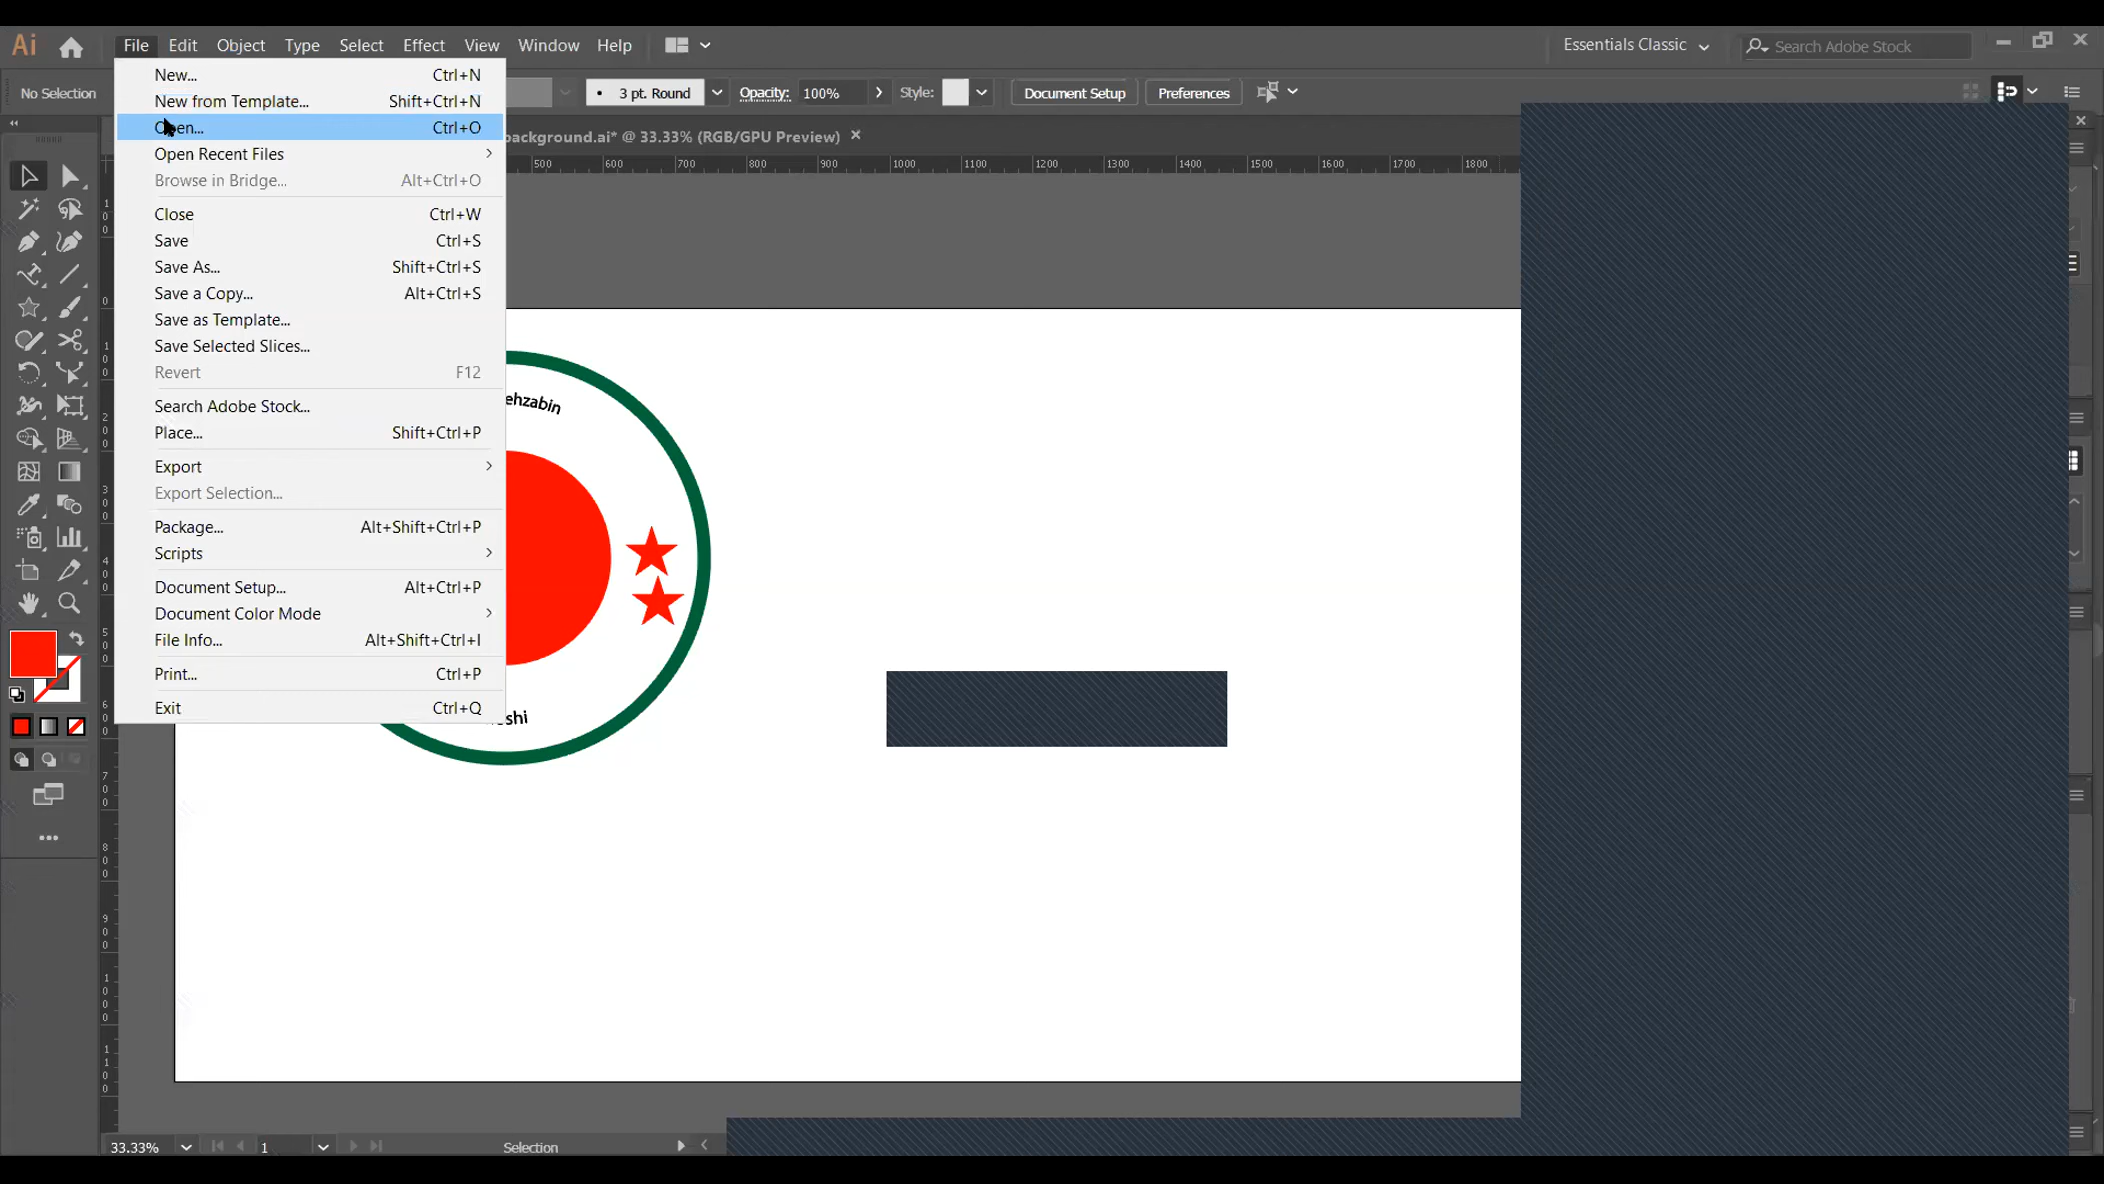 Ai File Edit Object Type Select Effect View Window Help Essentials Classic Search Adobe Stock
No Selection 3 pt. Round Opacity: 100% Style: Document Setup Preferences
background.ai* @ 33.33% (RGB/GPU Preview)
500 600 700 800 900 1000 1100 1200 1300 1400 1500 1600 1700 1800
New... Ctrl+N
New from Template... Shift+Ctrl+N
Open... Ctrl+O
Open Recent Files
Browse in Bridge... Alt+Ctrl+O
Close Ctrl+W
Save Ctrl+S
Save As... Shift+Ctrl+S
Save a Copy... Alt+Ctrl+S
Save as Template...
Save Selected Slices...
Revert F12
Search Adobe Stock...
Place... Shift+Ctrl+P
Export
Export Selection...
Package... Alt+Shift+Ctrl+P
Scripts
Document Setup... Alt+Ctrl+P
Document Color Mode
File Info... Alt+Shift+Ctrl+I
Print... Ctrl+P
Exit Ctrl+Q
ehzabin
shi
33.33% 1 Selection